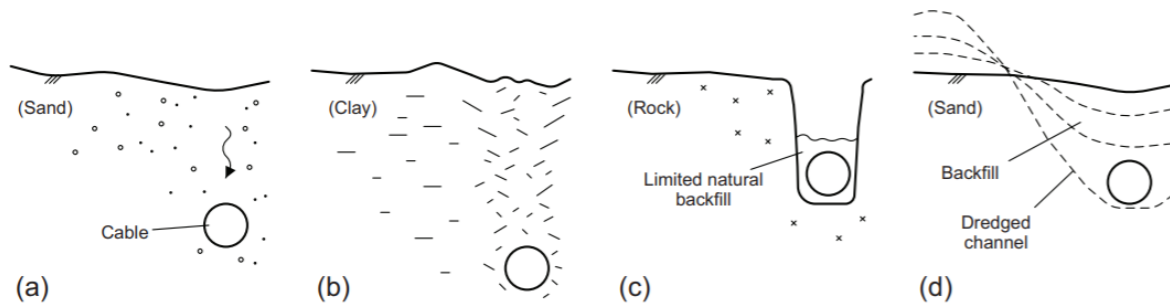 (Sand)
Cable
(a)
(Clay)
(b)
(Rock)
Limited natural
backfill
(c)
(Sand)
Backfill
Dredged
channel
(d)